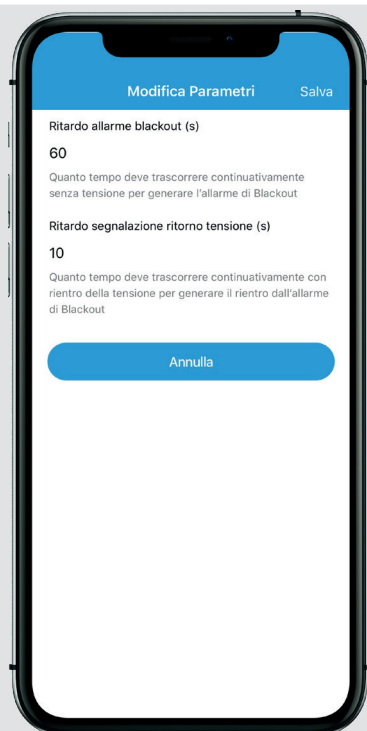 Modifica Parametri
Salva
Ritardo allarme blackout (s)
60
Quanto tempo deve trascorrere continuativamente
senza tensione per generare l'allarme di Blackout
Ritardo segnalazione ritorno tensione (s)
10
Quanto tempo deve trascorrere continuativamente con
rientro della tensione per generare il rientro dall'allarme
di Blackout
Annulla